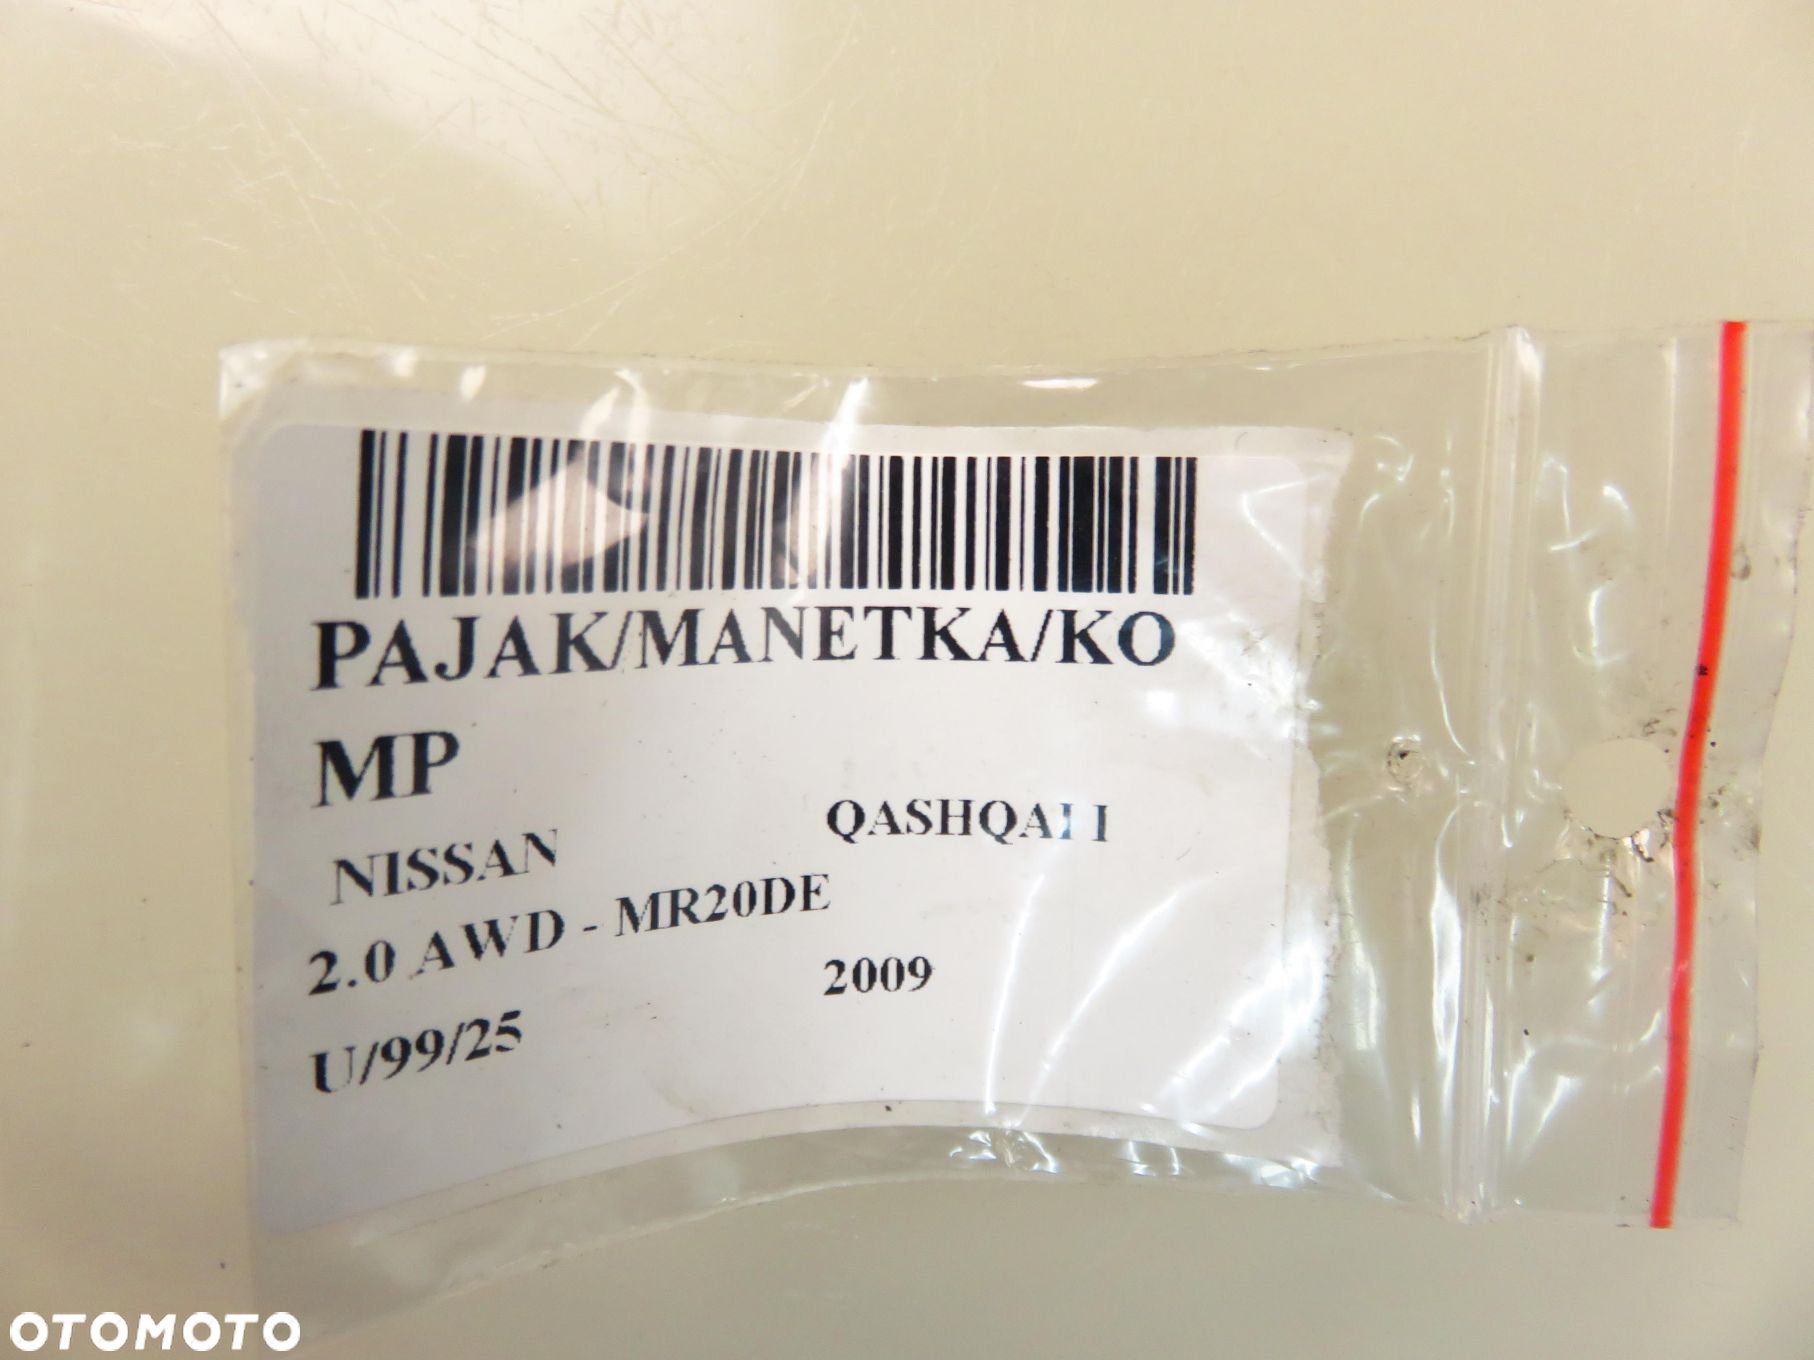 PAJAK/MANETKA/KO
MP
NISSAN QASHQAI I
2.0 AWD - MR20DE
2009
U/99/25
OTOMOTO